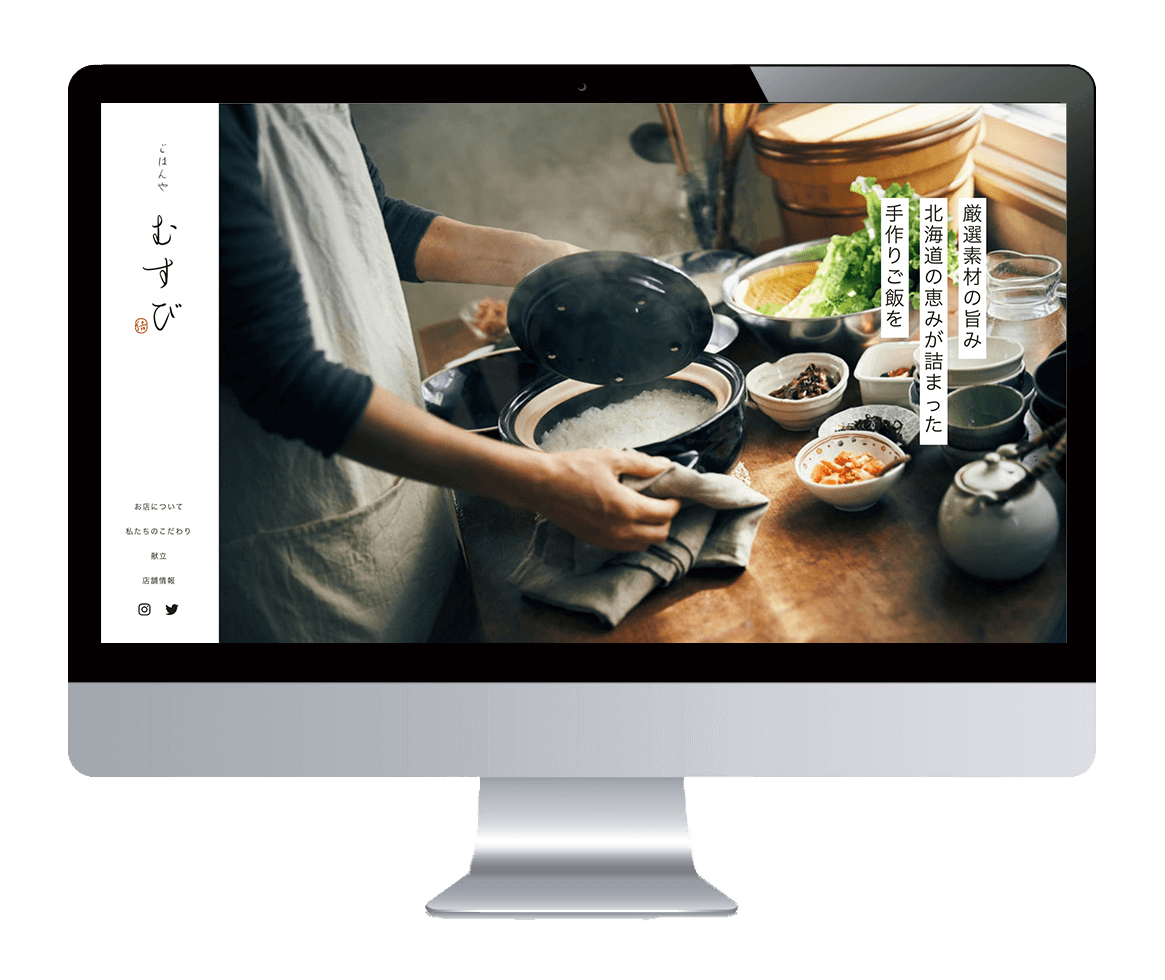 ごはんや
むすび
厳選素材の旨み
北海道の恵みが詰まった
手作りご飯を
お店について
私たちのこだわり
献立
店舗情報